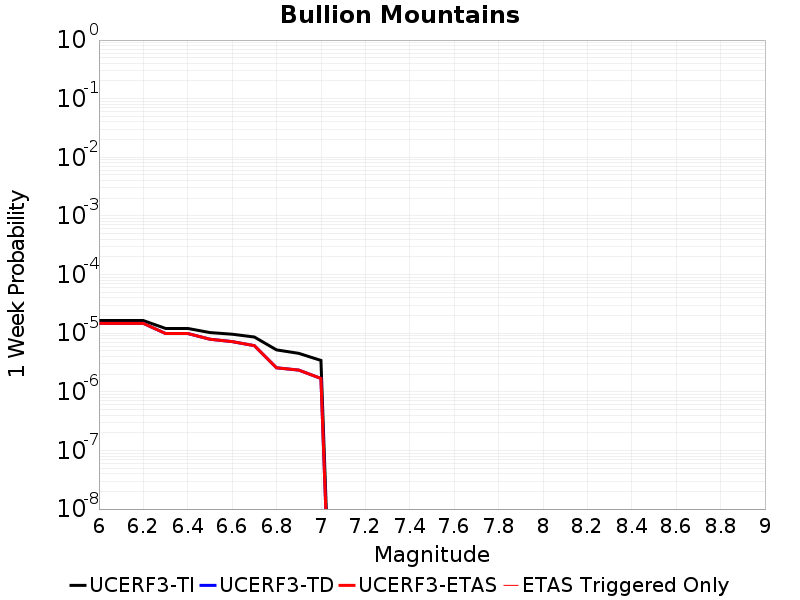 Bullion Mountains
1 Week Probability
10^0
10^-1
10^-2
10^-3
10^-4
10^-5
10^-6
10^-7
10^-8
6 6.2 6.4 6.6 6.8 7 7.2 7.4 7.6 7.8 8 8.2 8.4 8.6 8.8 9
Magnitude
UCERF3-TI UCERF3-TD UCERF3-ETAS ETAS Triggered Only